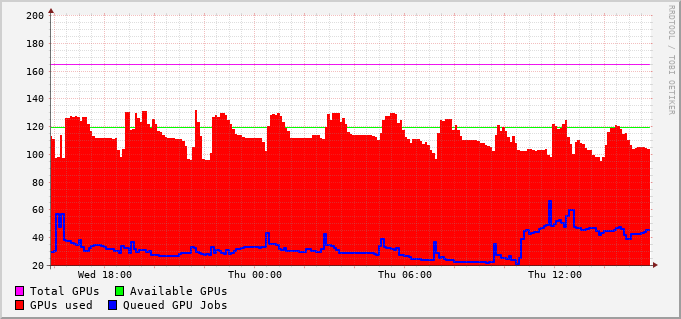 200
180
160
140
120
100
80
60
40
20
Wed 18:00 Thu 00:00 Thu 06:00 Thu 12:00
Total GPUs Available GPUs
GPUs used Queued GPU Jobs
RRDTOOL / TOBI OETIKER